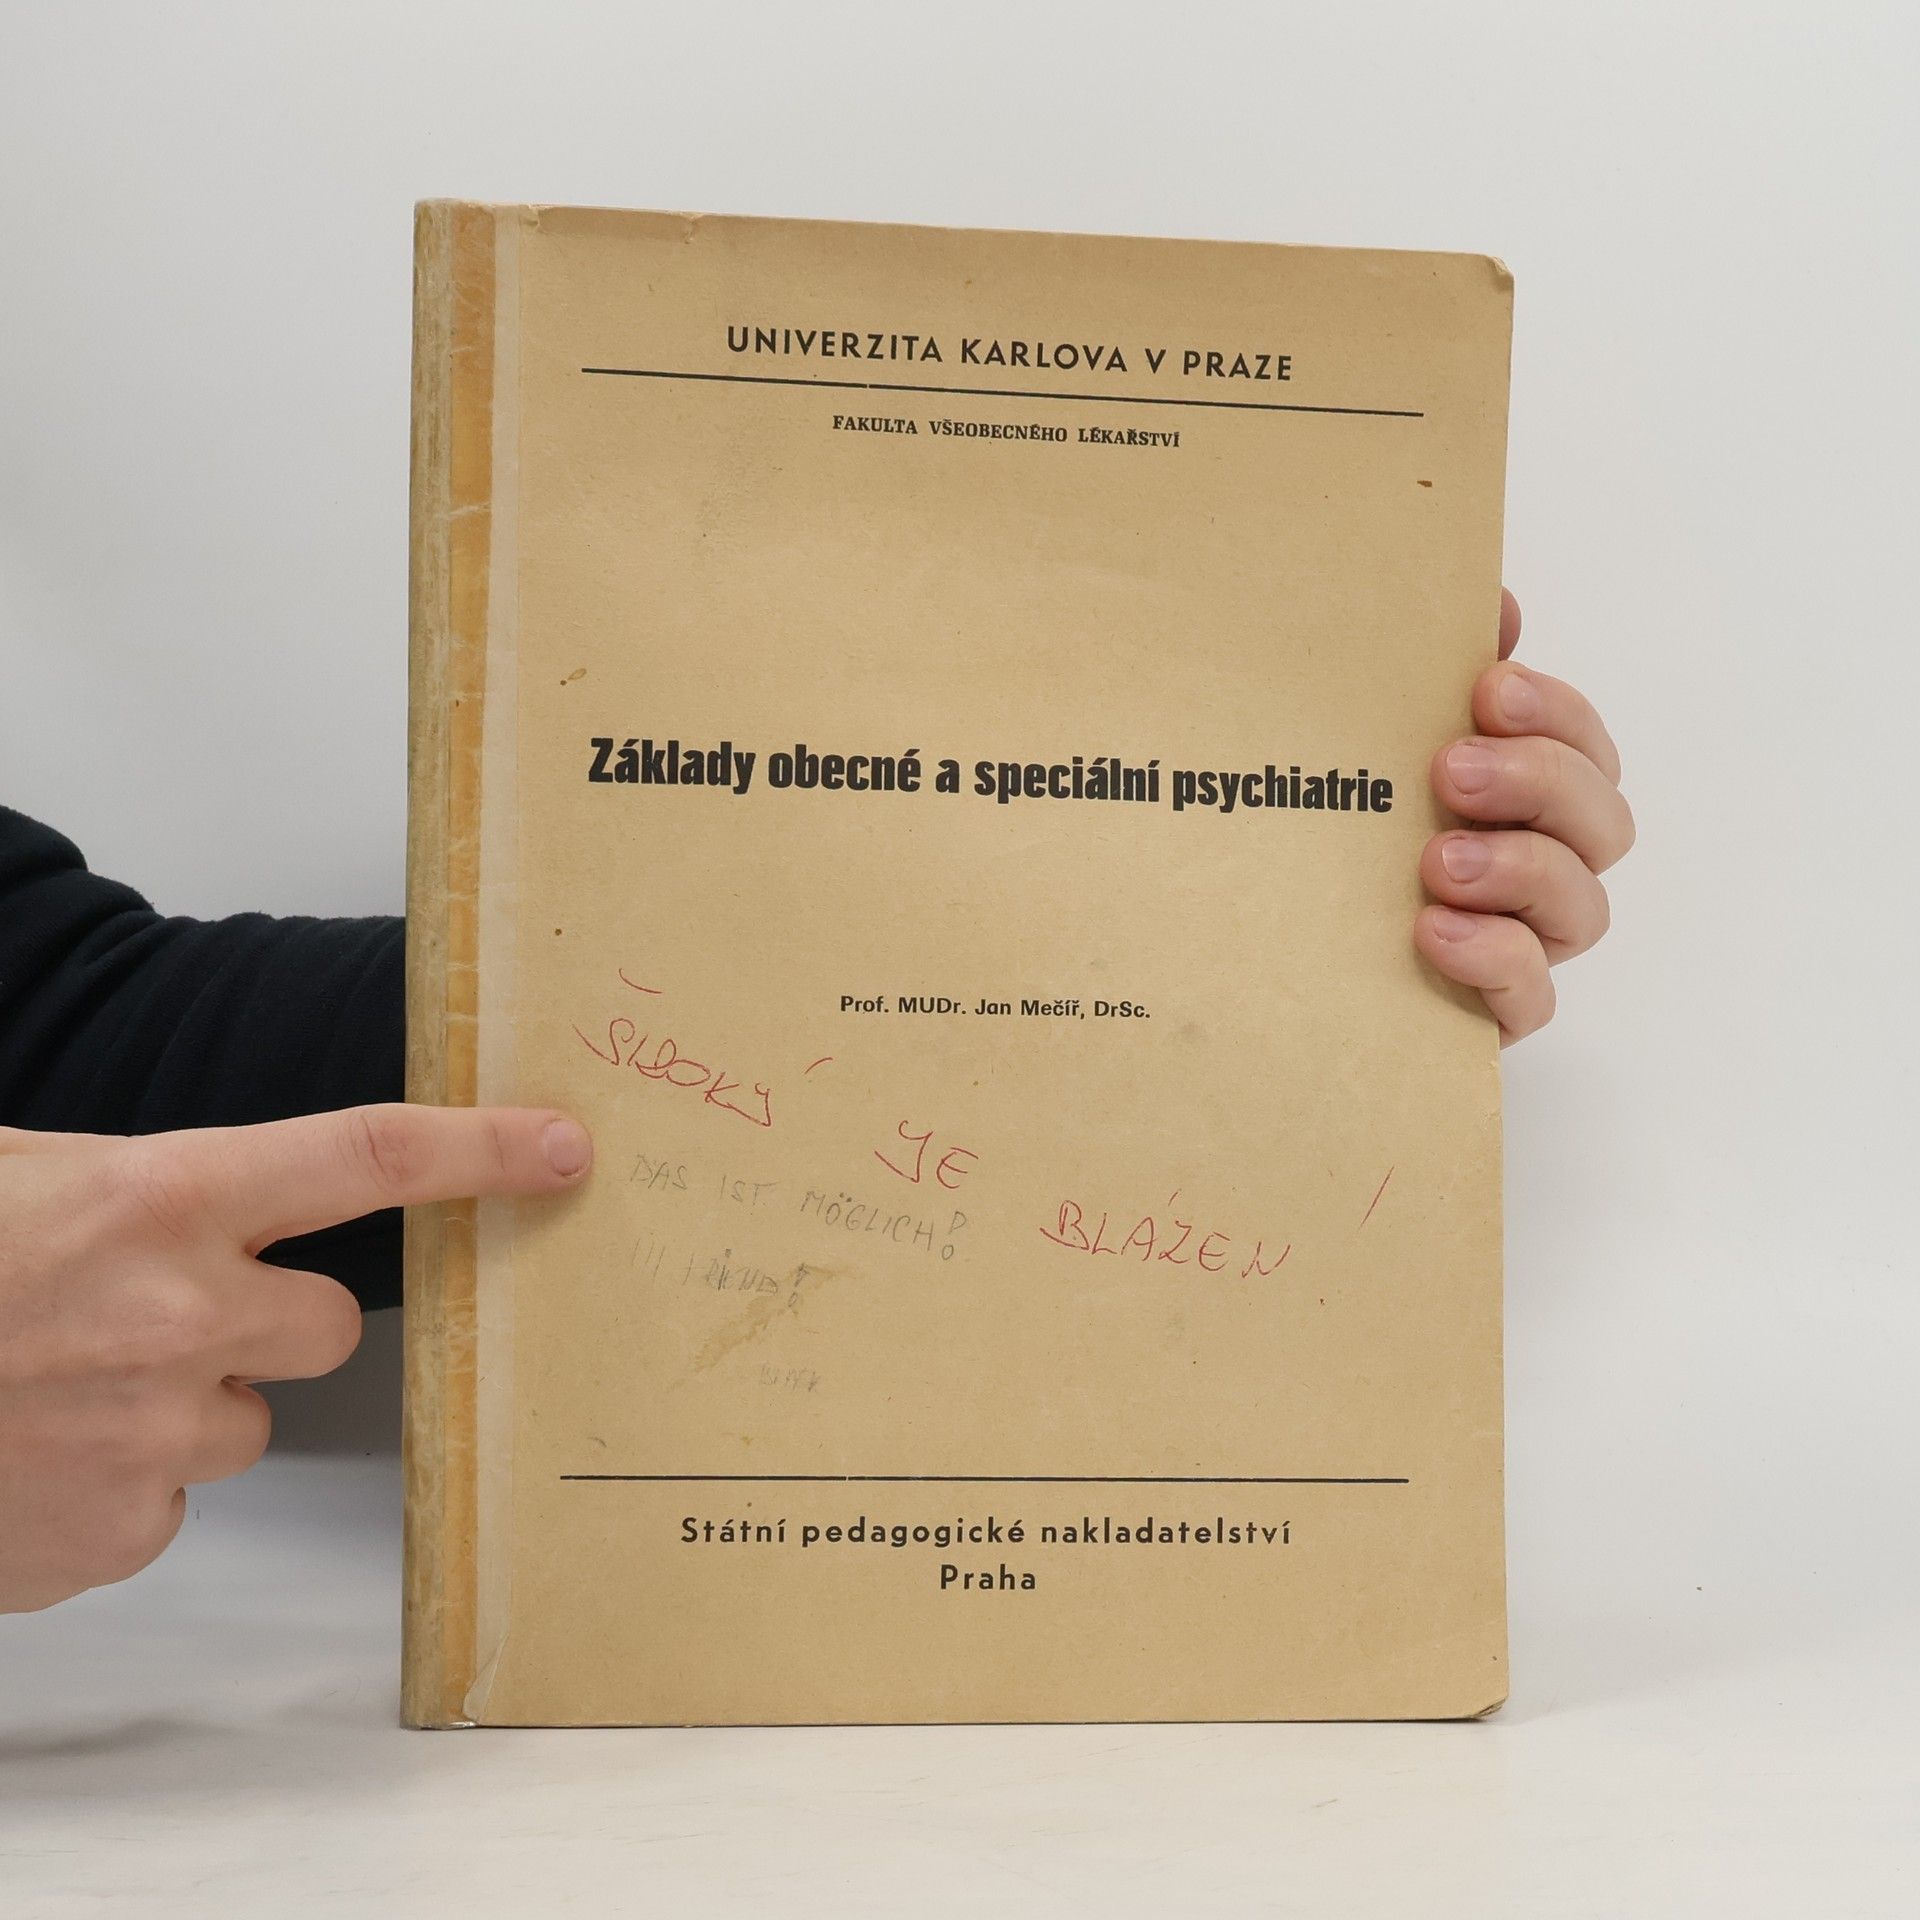 UNIVERZITA KARLOVA V PRAZE
FAKULTA VŠEOBECNÉHO LÉKAŘSTVÍ
Základy obecné a speciální psychiatrie
Prof. MUDr. Jan Mečíř, DrSc.
ŠIROKÝ JE BLÁZEN!
DAS IST MÖGLICH!
Státní pedagogické nakladatelství
Praha